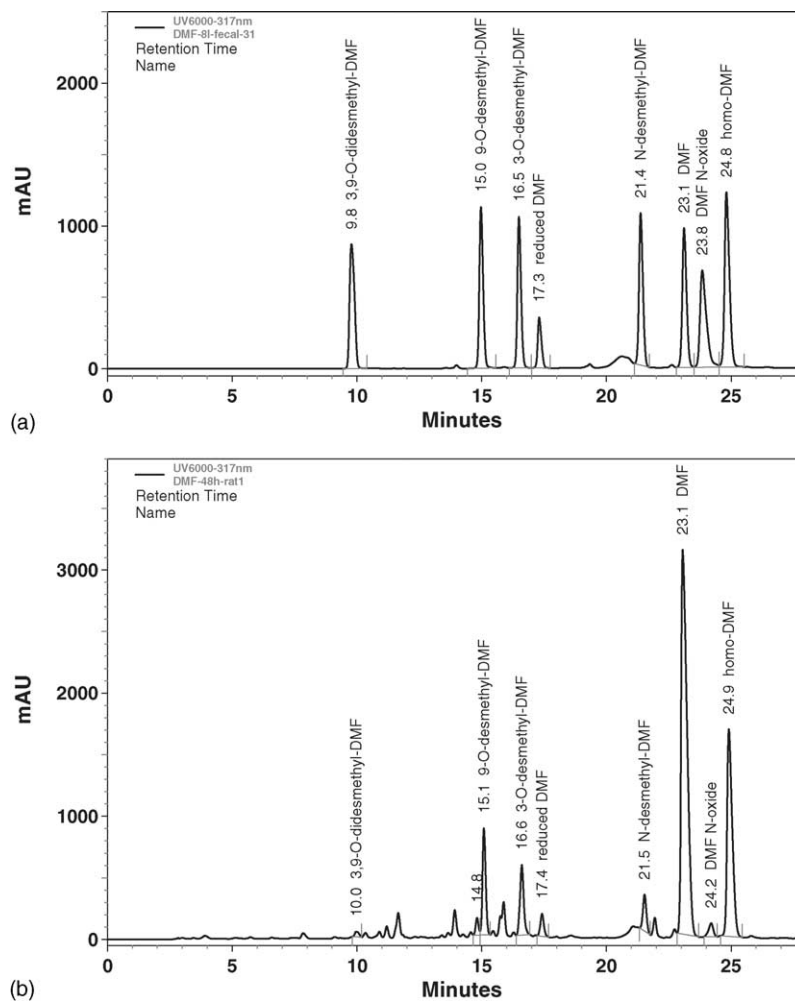 UV6000-317nm
DMF-8l-fecal-31
Retention Time
Name
9.8 3,9-O-didesmethyl-DMF
15.0 9-O-desmethyl-DMF
16.5 3-O-desmethyl-DMF
17.3 reduced DMF
21.4 N-desmethyl-DMF
23.1 DMF
23.8 DMF N-oxide
24.8 homo-DMF
mAU
2000
1000
0
0 5 10 15 20 25
Minutes
(a)
UV6000-317nm
DMF-48h-rat1
Retention Time
Name
10.0 3,9-O-didesmethyl-DMF
14.8
15.1 9-O-desmethyl-DMF
16.6 3-O-desmethyl-DMF
17.4 reduced DMF
21.5 N-desmethyl-DMF
23.1 DMF
24.2 DMF N-oxide
24.9 homo-DMF
mAU
3000
2000
1000
0
0 5 10 15 20 25
Minutes
(b)